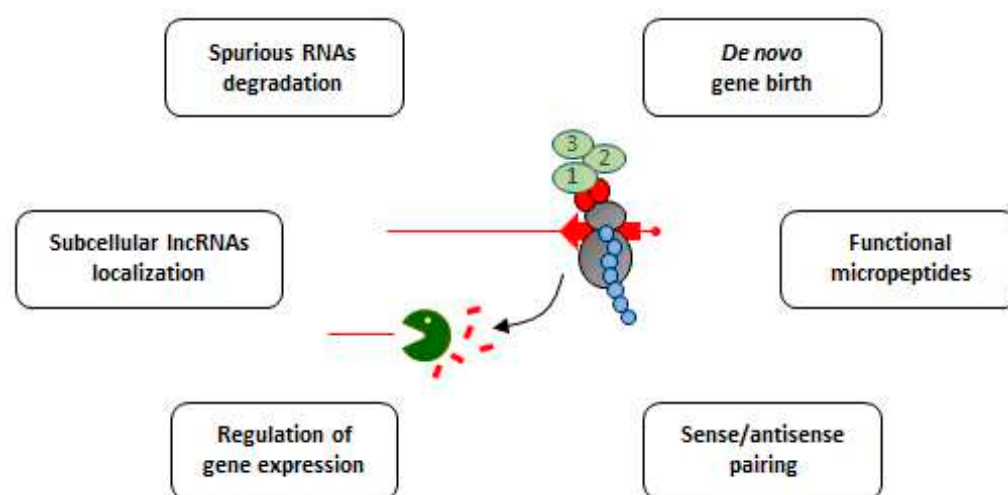 Spurious RNAs
degradation
De novo
gene birth
3
2
1
Subcellular lncRNAs
localization
Functional
micropeptides
Regulation of
gene expression
Sense/antisense
pairing